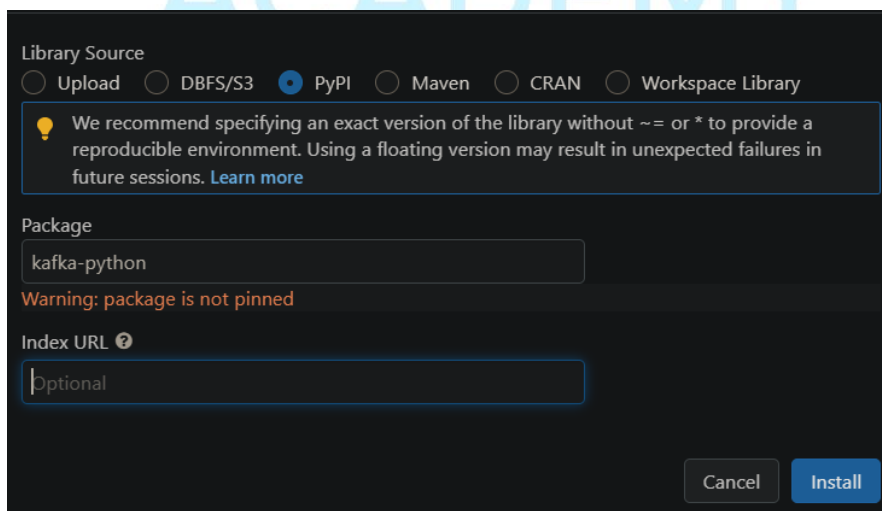 Library Source
Upload DBFS/S3 PyPI Maven CRAN Workspace Library
We recommend specifying an exact version of the library without ~= or * to provide a
reproducible environment. Using a floating version may result in unexpected failures in
future sessions. Learn more
Package
kafka-python
Warning: package is not pinned
Index URL ?
Optional
Cancel Install